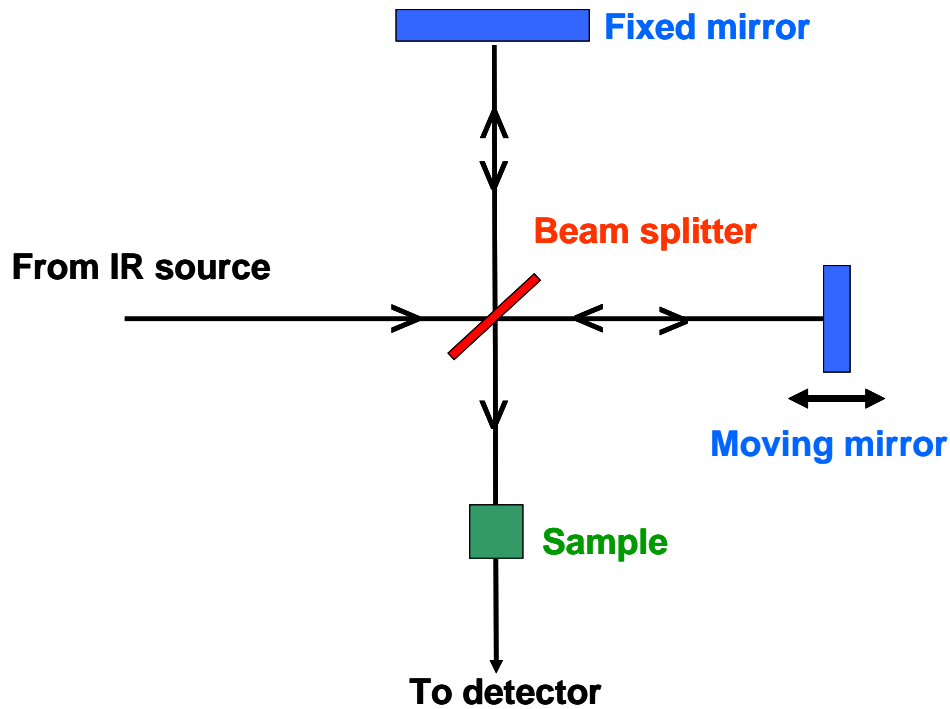 Fixed mirror
Beam splitter
From IR source
Moving mirror
Sample
To detector